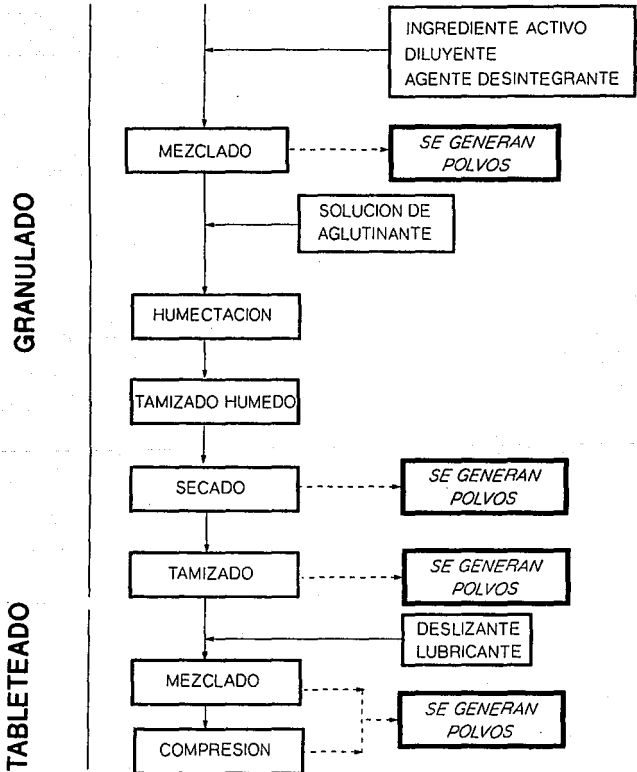 INGREDIENTE ACTIVO
DILUYENTE
AGENTE DESINTEGRANTE
MEZCLADO
SE GENERAN
POLVOS
SOLUCION DE
AGLUTINANTE
GRANULADO
HUMECTACION
TAMIZADO HUMEDO
SECADO
SE GENERAN
POLVOS
TAMIZADO
SE GENERAN
POLVOS
DESLIZANTE
LUBRICANTE
TABLETEADO
MEZCLADO
SE GENERAN
POLVOS
COMPRESION